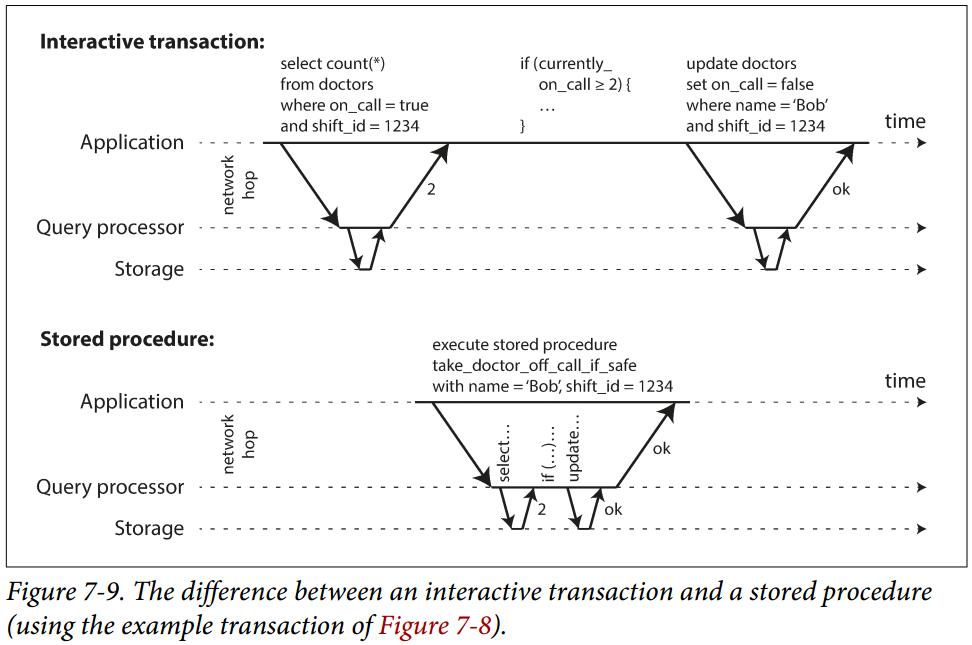 Interactive transaction:
select count(*)
from doctors
where on_call = true
and shift_id = 1234
if (currently_
on_call ≥ 2) {
…
}
update doctors
set on_call = false
where name = ‘Bob’
and shift_id = 1234
time
Application
network
hop
2
ok
Query processor
Storage
Stored procedure:
execute stored procedure
take_doctor_off_call_if_safe
with name = ‘Bob’, shift_id = 1234
time
Application
network
hop
select…
if (…)…
update…
ok
Query processor
2
ok
Storage
Figure 7-9. The difference between an interactive transaction and a stored procedure
(using the example transaction of Figure 7-8).